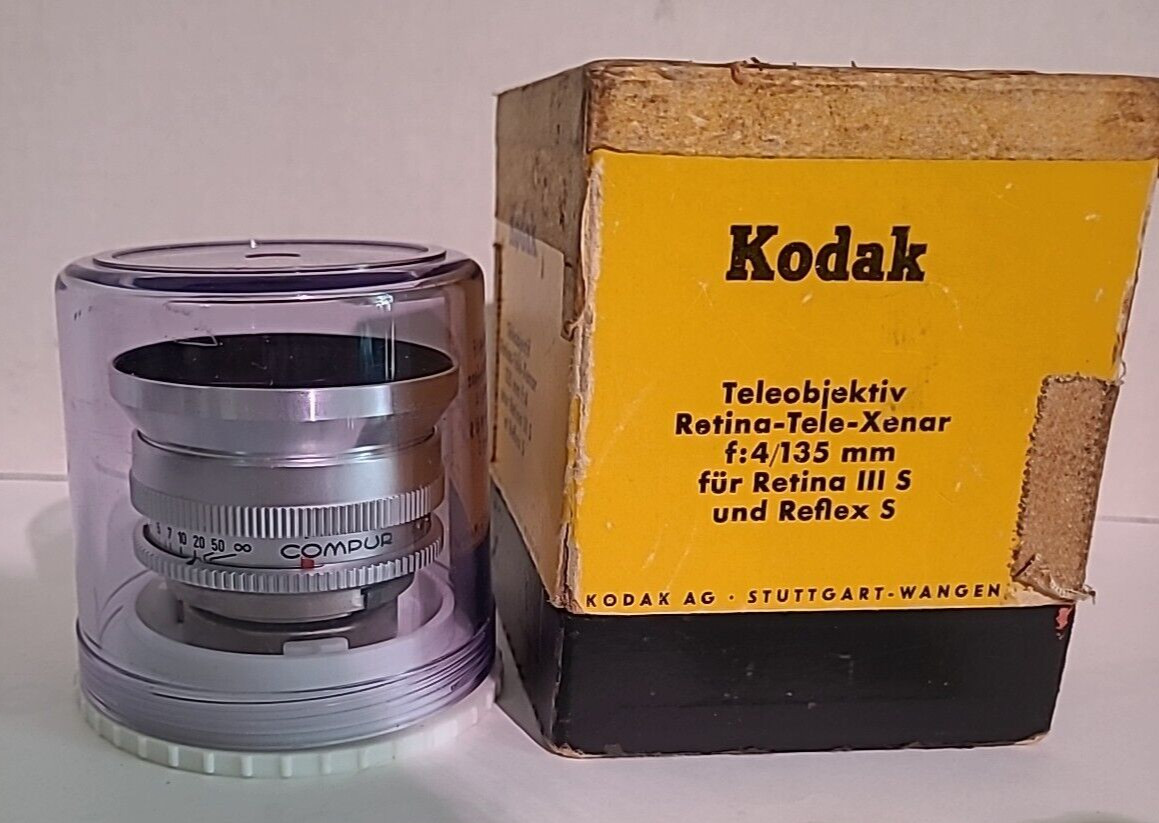 Kodak
Teleobjektiv
Retina-Tele-Xenar
f:4/135 mm
für Retina III S
und Reflex S
KODAK AG · STUTTGART-WANGEN
7 10 20 50 ∞ COMPUR